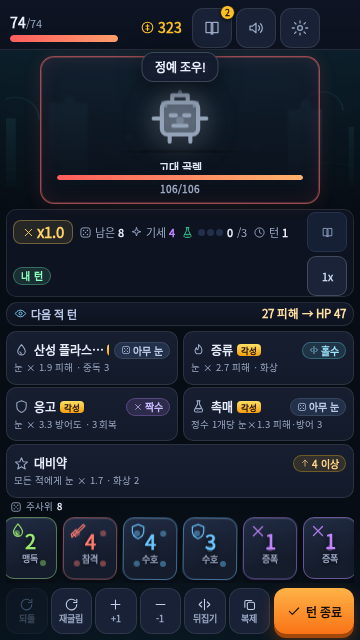 74/74
323
2
정예 조우!
고대 골렘
106/106
x1.0
남은 8
기세 4
0 /3
턴 1
내 턴
1x
다음 적 턴
27 피해 → HP 47
산성 플라스…
아무 눈
눈 × 1.9 피해 · 중독 3
증류 각성
홀수
눈 × 2.7 피해 · 화상
응고 각성
짝수
눈 × 3.3 방어도 · 3 회복
촉매 각성
아무 눈
정수 1개당 눈×1.3 피해·방어 3
대비약
4 이상
모든 적에게 눈 × 1.7 · 화상 2
주사위 8
2
맹독
4
참격
4
수호
3
수호
1
증폭
1
증폭
되돌
재굴림
+1
-1
뒤집기
복제
턴 종료